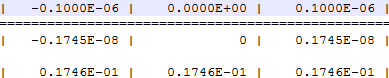 | -0.1000E-06 | 0.0000E+00 | 0.1000E-06 |
==================================================
| -0.1745E-08 | 0 | 0.1745E-08 |
| 0.1746E-01 | 0.1746E-01 | 0.1746E-01 |